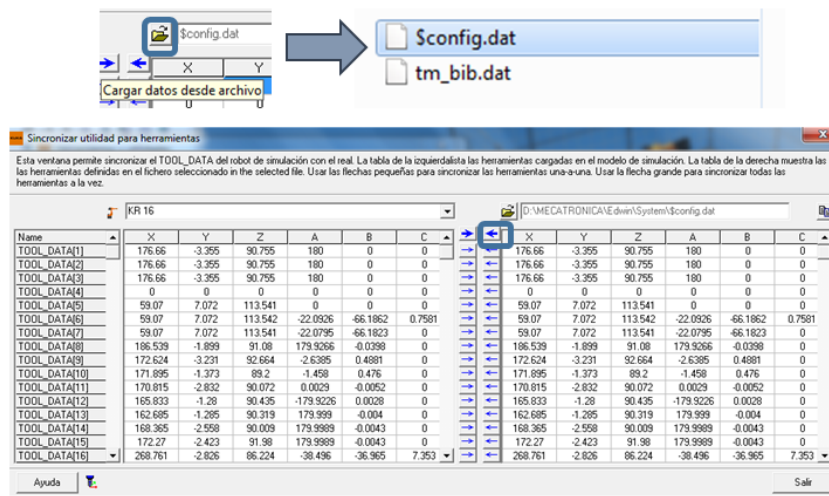 $config.dat
X Y
Cargar datos desde archivo
0 0
$config.dat
tm_bib.dat
Sincronizar utilidad para herramientas
Esta ventana permite sincronizar el TOOL_DATA del robot de simulación con el real. La tabla de la izquierdalista las herramientas cargadas en el modelo de simulación. La tabla de la derecha muestra las
las herramientas definidas en el fichero seleccionado in the selected file. Usar las flechas pequeñas para sincronizar las herramientas una-a-una. Usar la flecha grande para sincronizar todas las
herramientas a la vez.
KR 16 D:\MECATRONICA\Edwin\System\$config.dat
Name X Y Z A B C X Y Z A B C
TOOL_DATA[1] 176.66 -3.355 90.755 180 0 0 176.66 -3.355 90.755 180 0 0
TOOL_DATA[2] 176.66 -3.355 90.755 180 0 0 176.66 -3.355 90.755 180 0 0
TOOL_DATA[3] 176.66 -3.355 90.755 180 0 0 176.66 -3.355 90.755 180 0 0
TOOL_DATA[4] 0 0 0 0 0 0 0 0 0 0 0 0
TOOL_DATA[5] 59.07 7.072 113.541 0 0 0 59.07 7.072 113.541 0 0 0
TOOL_DATA[6] 59.07 7.072 113.542 -22.0926 -66.1862 0.7581 59.07 7.072 113.542 -22.0926 -66.1862 0.7581
TOOL_DATA[7] 59.07 7.072 113.541 -22.0795 -66.1823 0 59.07 7.072 113.541 -22.0795 -66.1823 0
TOOL_DATA[8] 186.539 -1.899 91.08 179.9266 -0.0398 0 186.539 -1.899 91.08 179.9266 -0.0398 0
TOOL_DATA[9] 172.624 -3.231 92.664 -2.6385 0.4881 0 172.624 -3.231 92.664 -2.6385 0.4881 0
TOOL_DATA[10] 171.895 -1.373 89.2 -1.458 0.476 0 171.895 -1.373 89.2 -1.458 0.476 0
TOOL_DATA[11] 170.815 -2.832 90.072 0.0029 -0.0052 0 170.815 -2.832 90.072 0.0029 -0.0052 0
TOOL_DATA[12] 165.833 -1.28 90.435 -179.9226 0.0028 0 165.833 -1.28 90.435 -179.9226 0.0028 0
TOOL_DATA[13] 162.685 -1.285 90.319 179.999 -0.004 0 162.685 -1.285 90.319 179.999 -0.004 0
TOOL_DATA[14] 168.365 -2.558 90.009 179.9989 -0.0043 0 168.365 -2.558 90.009 179.9989 -0.0043 0
TOOL_DATA[15] 172.27 -2.423 91.98 179.9989 -0.0043 0 172.27 -2.423 91.98 179.9989 -0.0043 0
TOOL_DATA[16] 268.761 -2.826 86.224 -38.496 -36.965 7.353 268.761 -2.826 86.224 -38.496 -36.965 7.353
Ayuda Salir